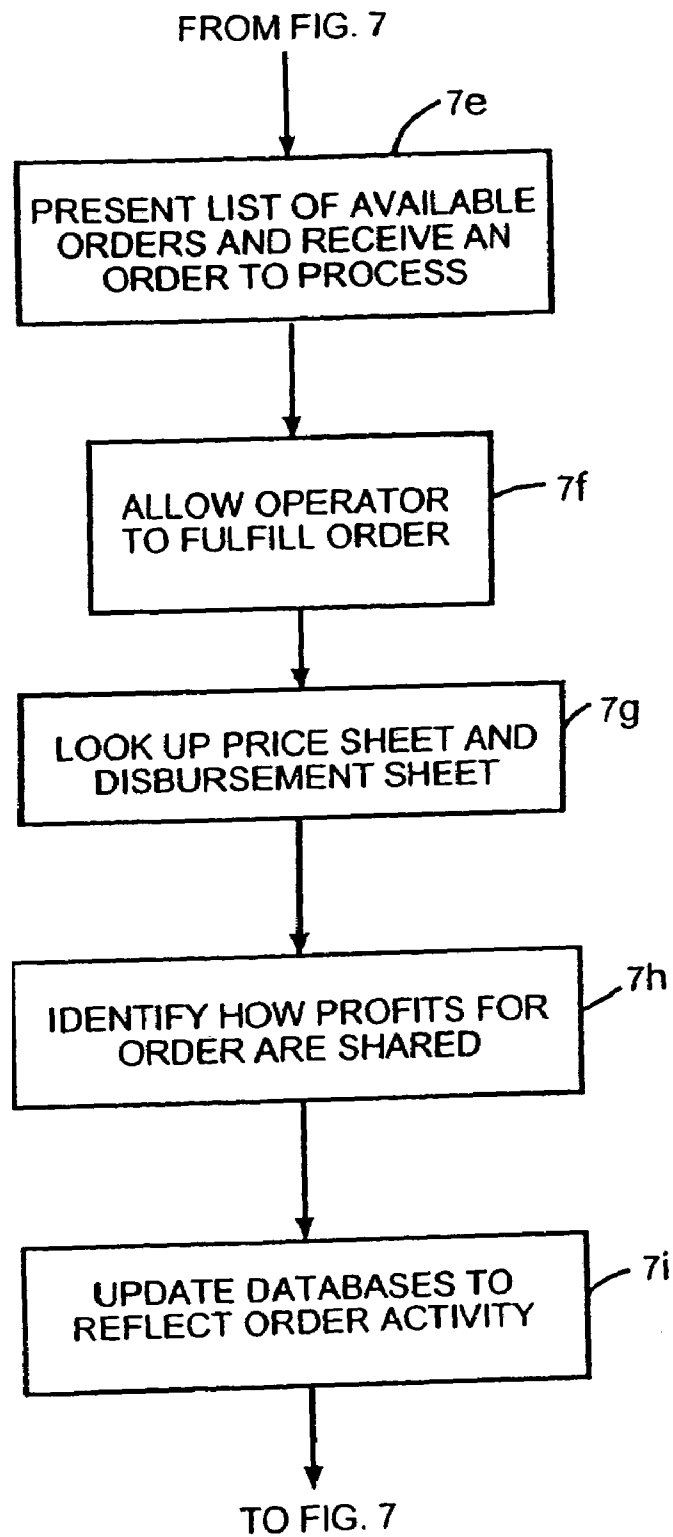 FROM FIG. 7
7e
PRESENT LIST OF AVAILABLE
ORDERS AND RECEIVE AN
ORDER TO PROCESS
7f
ALLOW OPERATOR
TO FULFILL ORDER
7g
LOOK UP PRICE SHEET AND
DISBURSEMENT SHEET
7h
IDENTIFY HOW PROFITS FOR
ORDER ARE SHARED
7i
UPDATE DATABASES TO
REFLECT ORDER ACTIVITY
TO FIG. 7